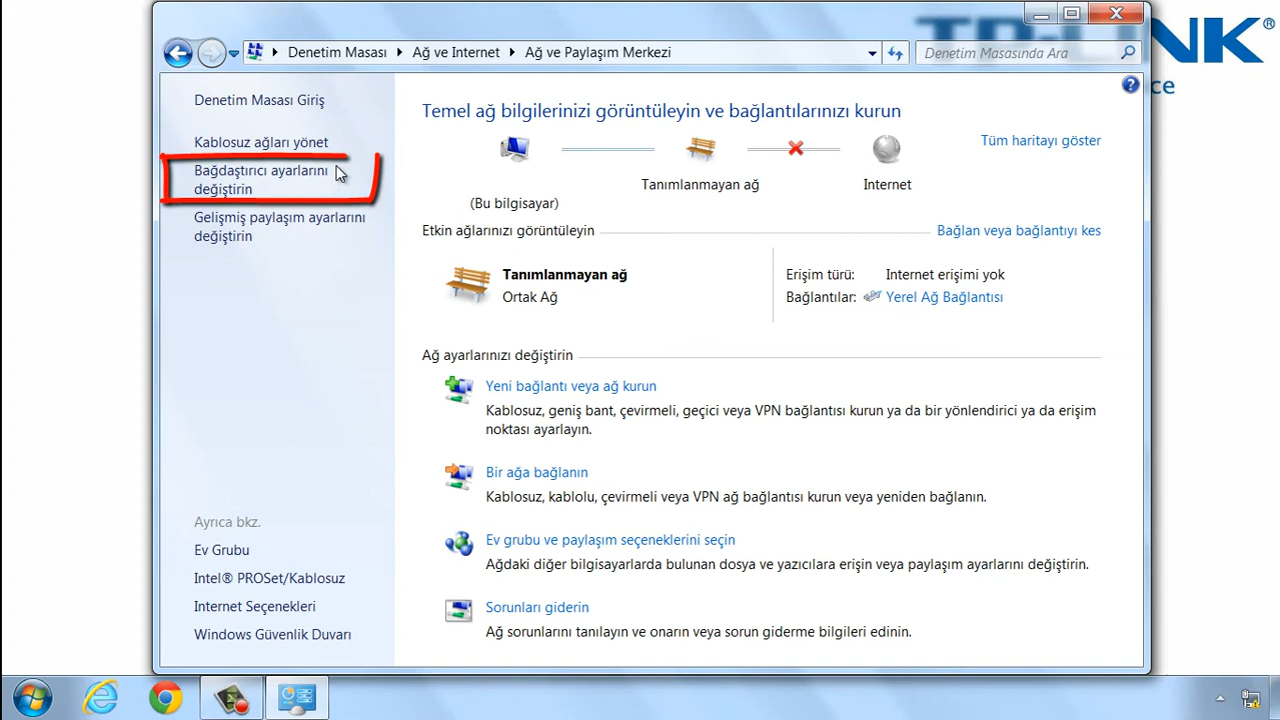 TP-LINK®
ce
Denetim Masası
Ağ ve Internet
Ağ ve Paylaşım Merkezi
Denetim Masasında Ara
Denetim Masası Giriş
Kablosuz ağları yönet
Bağdaştırıcı ayarlarını
değiştirin
Gelişmiş paylaşım ayarlarını
değiştirin
Temel ağ bilgilerinizi görüntüleyin ve bağlantılarınızı kurun
Tüm haritayı göster
Tanımlanmayan ağ
Internet
(Bu bilgisayar)
Etkin ağlarınızı görüntüleyin
Bağlan veya bağlantıyı kes
Tanımlanmayan ağ
Ortak Ağ
Erişim türü: Internet erişimi yok
Bağlantılar: Yerel Ağ Bağlantısı
Ağ ayarlarınızı değiştirin
Yeni bağlantı veya ağ kurun
Kablosuz, geniş bant, çevirmeli, geçici veya VPN bağlantısı kurun ya da bir yönlendirici ya da erişim
noktası ayarlayın.
Bir ağa bağlanın
Kablosuz, kablolu, çevirmeli veya VPN ağ bağlantısı kurun veya yeniden bağlanın.
Ev grubu ve paylaşım seçeneklerini seçin
Ağdaki diğer bilgisayarlarda bulunan dosya ve yazıcılara erişin veya paylaşım ayarlarını değiştirin.
Sorunları giderin
Ağ sorunlarını tanılayın ve onarın veya sorun giderme bilgileri edinin.
Ayrıca bkz.
Ev Grubu
Intel® PROSet/Kablosuz
Internet Seçenekleri
Windows Güvenlik Duvarı